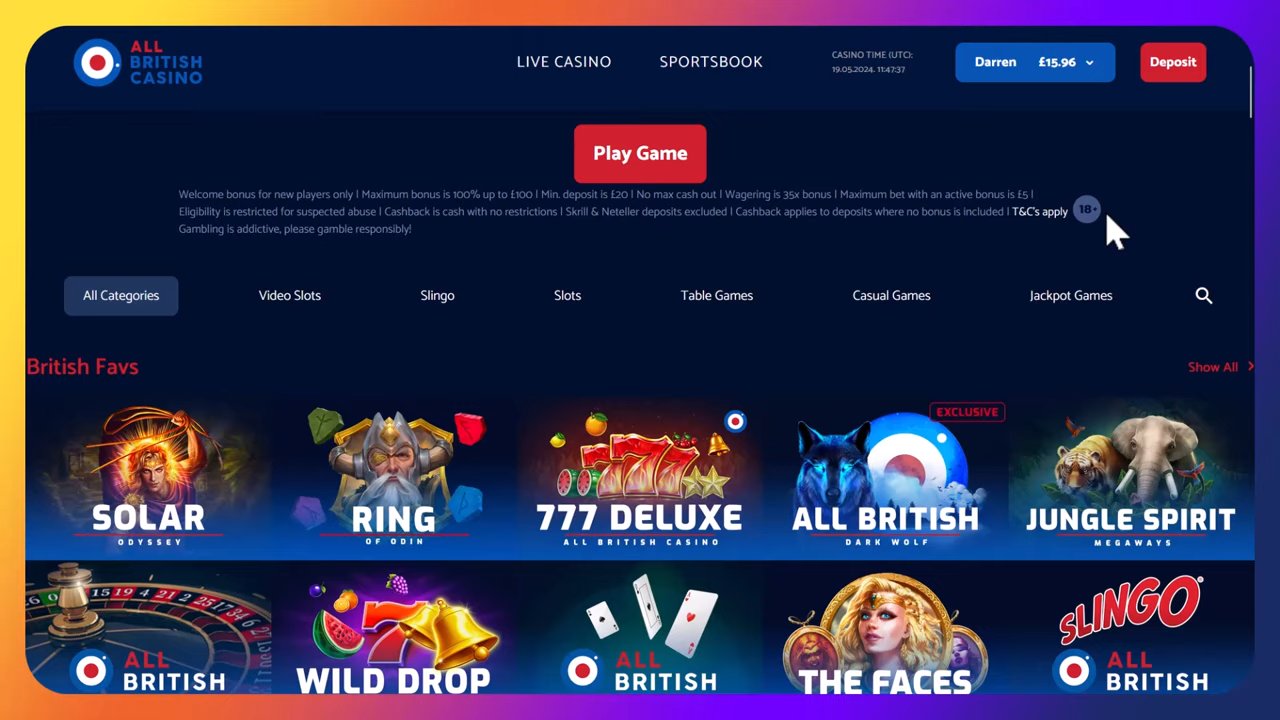 ALL
BRITISH
CASINO
LIVE CASINO
SPORTSBOOK
CASINO TIME (UTC):
19.05.2024. 11:47:37
Darren £15.96
Deposit
Play Game
Welcome bonus for new players only | Maximum bonus is 100% up to £100 | Min. deposit is £20 | No max cash out | Wagering is 35x bonus | Maximum bet with an active bonus is £5 |
Eligibility is restricted for suspected abuse | Cashback is cash with no restrictions | Skrill & Neteller deposits excluded | Cashback applies to deposits where no bonus is included | T&C's apply 18+
Gambling is addictive, please gamble responsibly!
All Categories
Video Slots
Slingo
Slots
Table Games
Casual Games
Jackpot Games
British Favs
Show All
SOLAR
ODYSSEY
RING
OF ODIN
777
777 DELUXE
ALL BRITISH CASINO
EXCLUSIVE
ALL BRITISH
DARK WOLF
JUNGLE SPIRIT
MEGAWAYS
ALL
BRITISH
7
WILD DROP
ALL
BRITISH
THE FACES
SLINGO
ALL
BRITISH